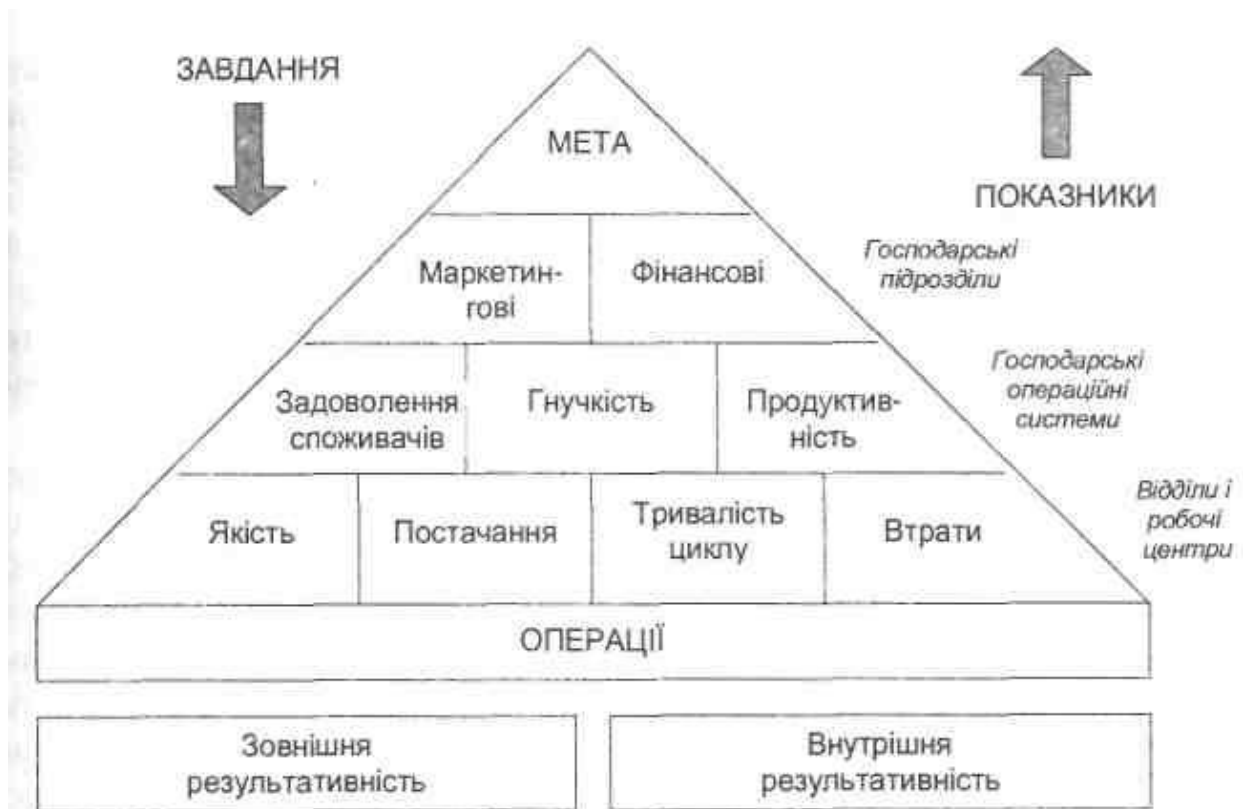 ЗАВДАННЯ
МЕТА
ПОКАЗНИКИ
Господарські
підрозділи
Маркетин-
гові
Фінансові
Господарські
операційні
системи
Задоволення
споживачів
Гнучкість
Продуктив-
ність
Відділи і
робочі
центри
Якість
Постачання
Тривалість
циклу
Втрати
ОПЕРАЦІЇ
Зовнішня
результативність
Внутрішня
результативність